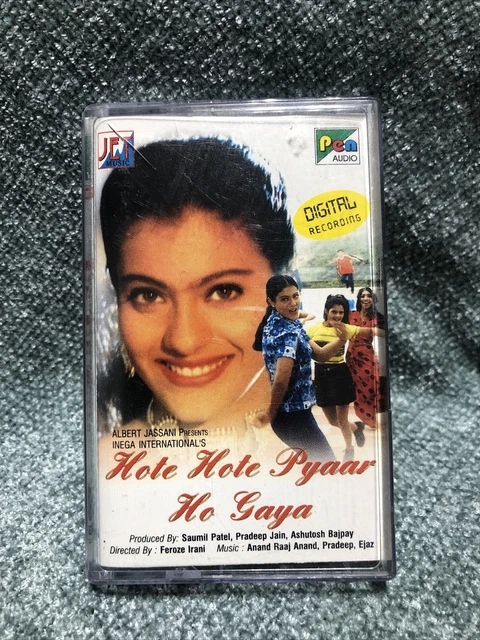 JET
MUSIC
Pen
AUDIO
DIGITAL
RECORDING
ALBERT JASSANI PRESENTS
INEGA INTERNATIONAL'S
Hote Hote Pyaar
Ho Gaya
Produced By: Saumil Patel, Pradeep Jain, Ashutosh Bajpay
Directed By : Feroze Irani Music : Anand Raaj Anand, Pradeep, Ejaz